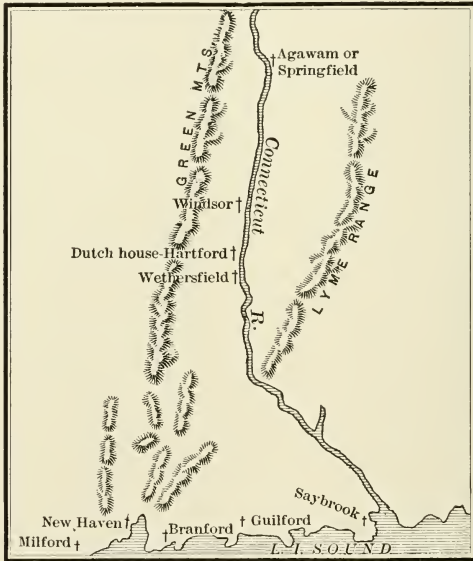 GREEN MTS.
†Agawam or
Springfield
Connecticut
R.
LYME RANGE
Windsor†
Dutch house-Hartford†
Wethersfield†
Saybrook†
New Haven†
†Branford
†Guilford
Milford†
L. I. SOUND